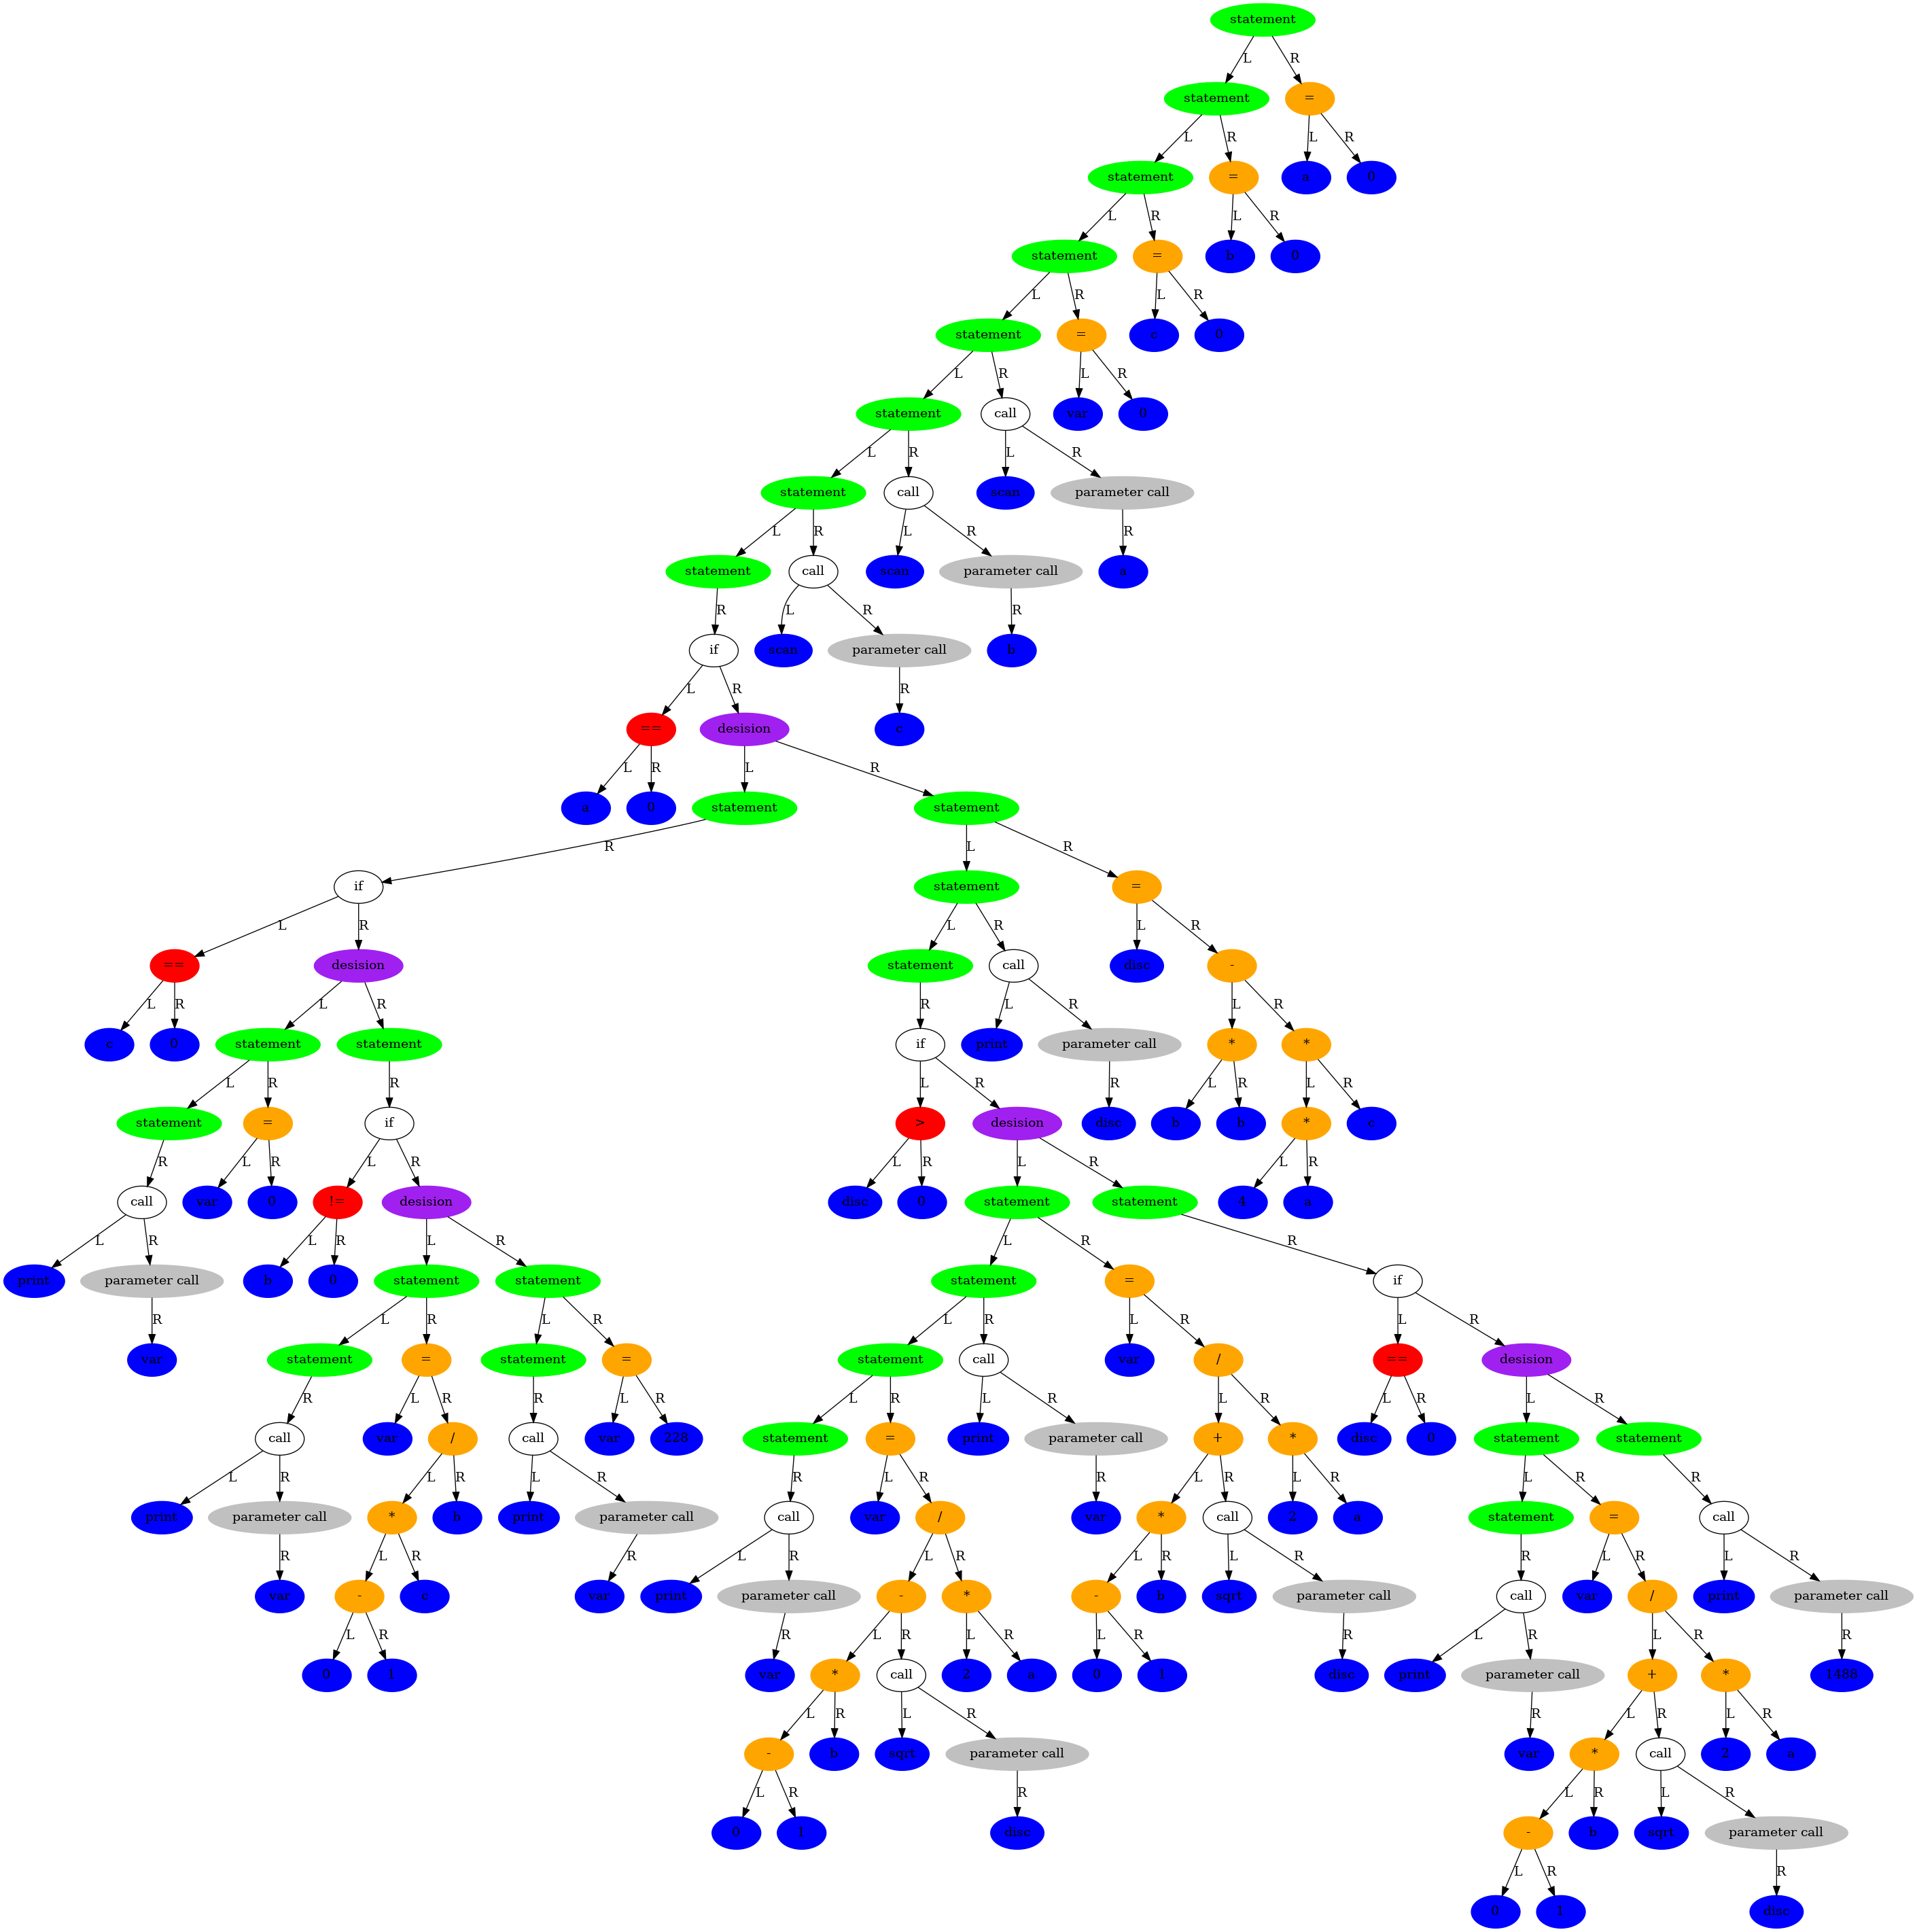 statement
L R
statement =
L R L R
statement = a 0
L R L R
statement = b 0
L R L R
statement = c 0
L R L R
statement call var 0
L R L R
statement call scan parameter call
L R L R R
statement call scan parameter call a
R L R R
if scan parameter call b
L R R
== desision c
L R L R
a 0 statement statement
R L R
if statement =
L R L R L R
== desision statement call disc -
L R L R R L R L R
c 0 statement statement if print parameter call * *
L R R L R R L R L R
statement = if > desision disc b b * c
R L R L R L R L R L R
call var 0 != desision disc 0 statement statement 4 a
L R L R L R L R R
print parameter call b 0 statement statement statement = if
R L R L R L R L R L R
var statement = statement = statement call var / == desision
R L R R L R L R L R L R L R L R
call var / call var 228 statement = print parameter call + * disc 0 statement statement
L R L R L R R L R R L R L R L R R
print parameter call * b print parameter call call var / var * call 2 a statement = call
R L R R L R L R L R L R R L R L R
var - c var print parameter call - * - b sqrt parameter call call var / print parameter call
L R R L R L R L R R L R L R R
0 1 var * call 2 a 0 1 disc print parameter call + * 1488
L R L R R L R L R
- b sqrt parameter call var * call 2 a
L R R L R L R
0 1 disc - b sqrt parameter call
L R R
0 1 disc